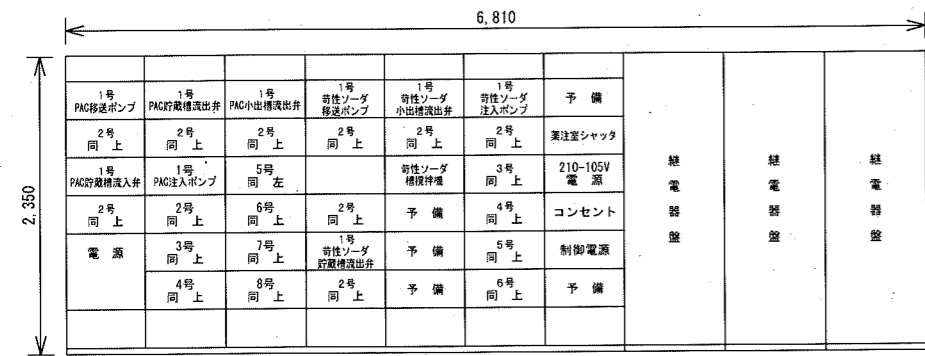 6,810
2,350
1号
PAC移送ポンプ
1号
PAC貯蔵槽流出弁
1号
PAC小出槽流出弁
1号
苛性ソーダ
移送ポンプ
1号
苛性ソーダ
小出槽流出弁
1号
苛性ソーダ
注入ポンプ
予 備
2号
同 上
2号
同 上
2号
同 上
2号
同 上
2号
同 上
2号
同 上
薬注室シャッタ
1号
PAC貯蔵槽流入弁
1号
PAC注入ポンプ
5号
同 左
苛性ソーダ
槽攪拌機
3号
同 上
210-105V
電 源
2号
同 上
2号
同 上
6号
同 上
2号
同 上
予 備
4号
同 上
コンセント
電 源
3号
同 上
7号
同 上
1号
苛性ソーダ
貯蔵槽流出弁
予 備
5号
同 上
制御電源
4号
同 上
8号
同 上
2号
同 上
予 備
6号
同 上
予 備
継電器盤
継電器盤
継電器盤